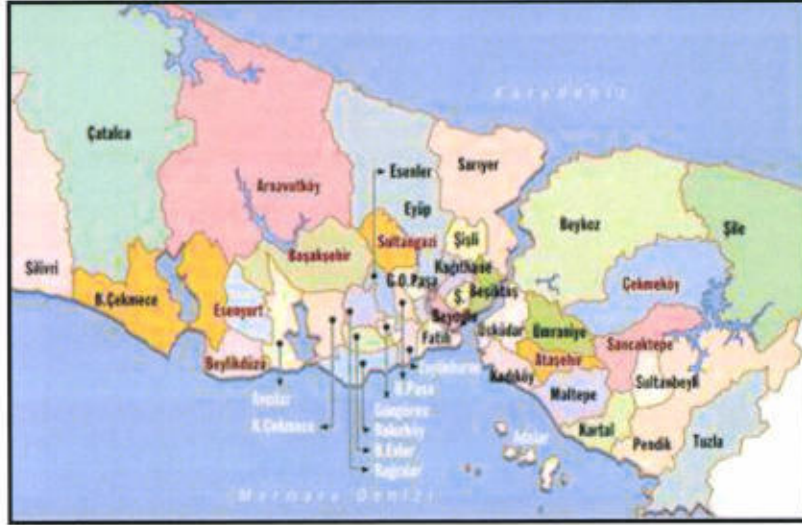 Karadeniz
Çatalca
Sarıyer
Esenler
Arnavutköy
Eyüp
Beykoz
Şile
Sultangazi
Şişli
Başakşehir
Silivri
Kağıthane
Çekmeköy
B.Çekmece
G.O.Paşa
Beşiktaş
Ş.
Esenyurt
Beyoğlu
Üsküdar
Ümraniye
Fatih
Sancaktepe
Ataşehir
Beylikdüzü
Kadıköy
Sultanbeyli
Zeytinburnu
Maltepe
Avcılar
B.Paşa
Güngören
K.Çekmece
Bakırköy
Kartal
Adalar
Pendik
Tuzla
B.Evler
Bağcılar
Marmara Denizi